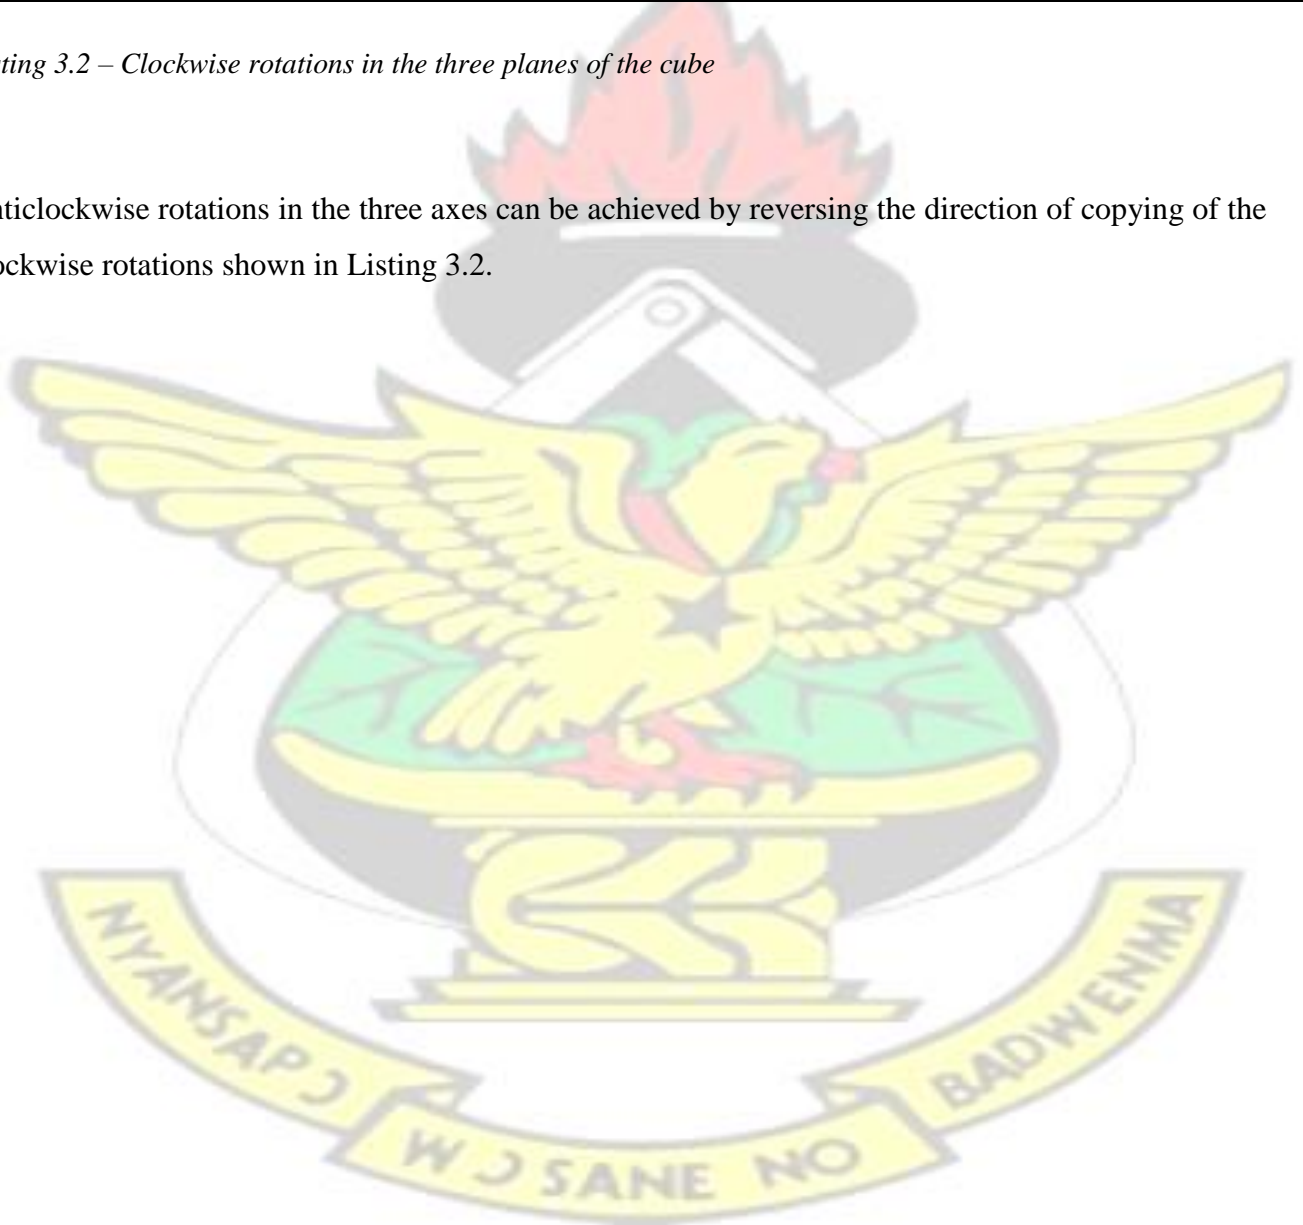 ting 3.2 – Clockwise rotations in the three planes of the cube
nticlockwise rotations in the three axes can be achieved by reversing the direction of copying of the
ockwise rotations shown in Listing 3.2.
NYANSAPƆ
WƆSANE NO
BADWENMA